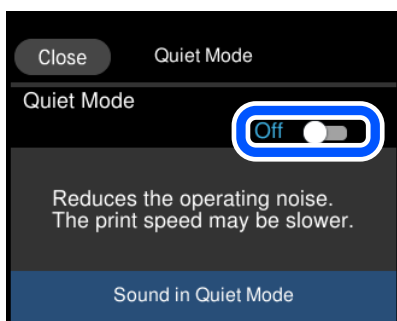 Close Quiet Mode
Quiet Mode
Off
Reduces the operating noise.
The print speed may be slower.
Sound in Quiet Mode